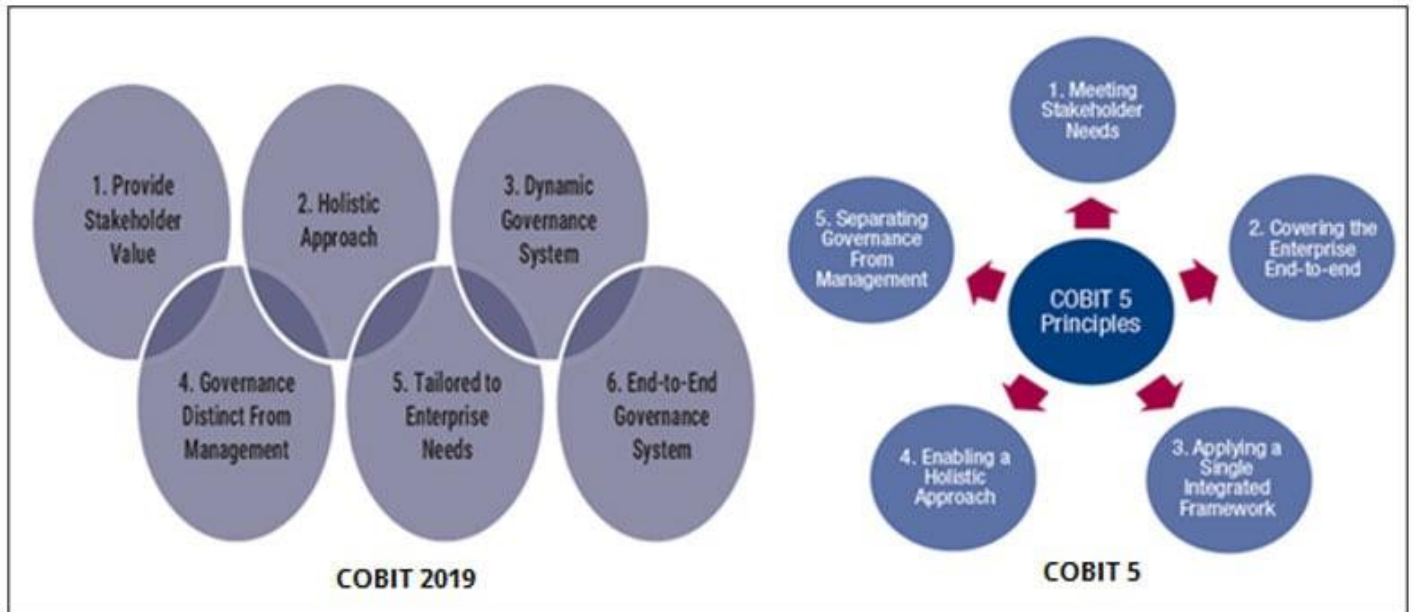 1. Provide
Stakeholder
Value
2. Holistic
Approach
3. Dynamic
Governance
System
4. Governance
Distinct From
Management
5. Tailored to
Enterprise
Needs
6. End-to-End
Governance
System
COBIT 2019
1. Meeting
Stakeholder
Needs
2. Covering the
Enterprise
End-to-end
3. Applying a
Single
Integrated
Framework
4. Enabling a
Holistic
Approach
5. Separating
Governance
From
Management
COBIT 5
Principles
COBIT 5